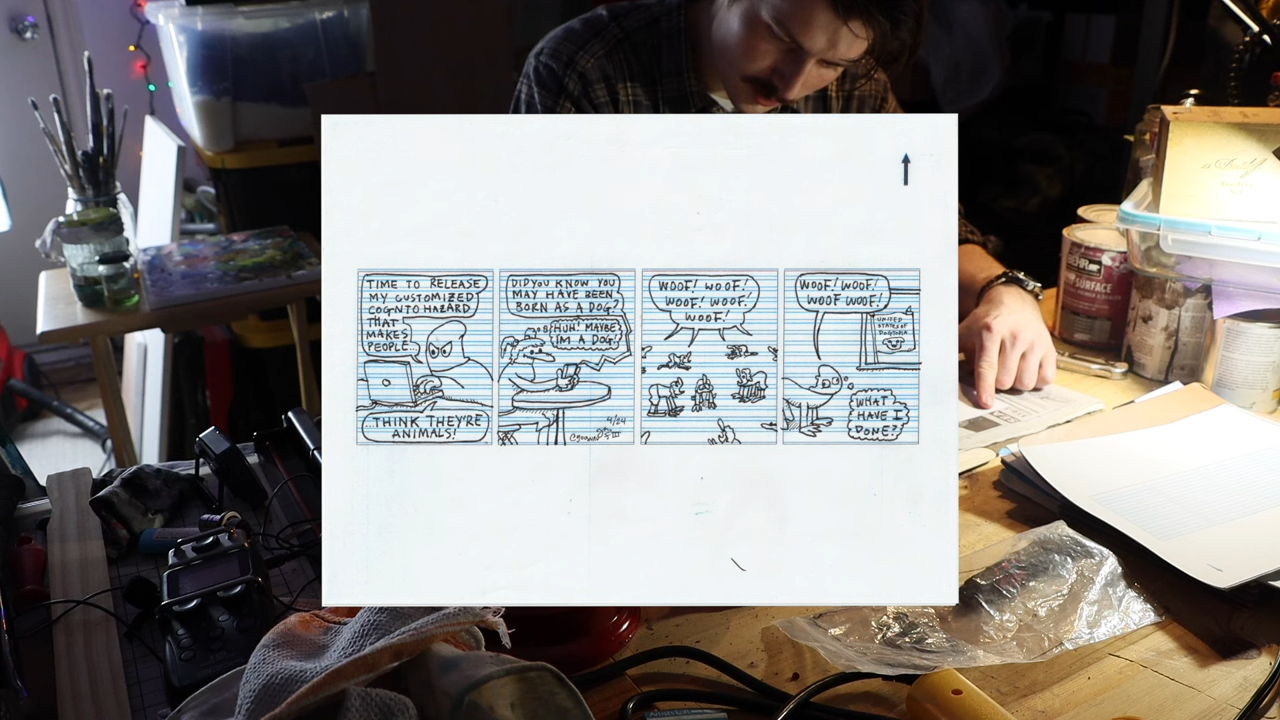 TIME TO RELEASE
MY CUSTOMIZED
COGNTO HAZARD
THAT
MAKES
PEOPLE
THINK THEY'RE
ANIMALS!
DID YOU KNOW YOU
MAY HAVE BEEN
BORN AS A DOG?
HUH! MAYBE
I'M A DOG!
4/24
WOOF! WOOF!
WOOF! WOOF!
WOOF!
WOOF! WOOF!
WOOF WOOF!
UNITED
STATES OF
WHAT
HAVE I
DONE?
SURFACE